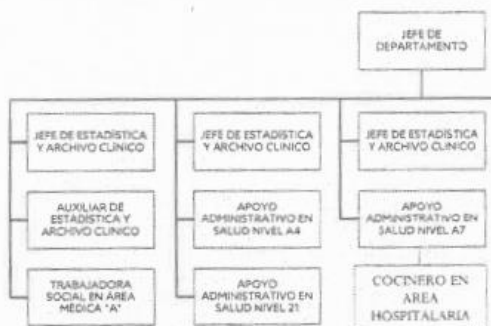 JEFE DE
DEPARTAMENTO
JEFE DE ESTADÍSTICA
Y ARCHIVO CLÍNICO
JEFE DE ESTADÍSTICA
Y ARCHIVO CLÍNICO
JEFE DE ESTADÍSTICA
Y ARCHIVO CLÍNICO
AUXILIAR DE
ESTADÍSTICA Y
ARCHIVO CLINICO
APOYO
ADMINISTRATIVO EN
SALUD NIVEL A4
APOYO
ADMINISTRATIVO EN
SALUD NIVEL A7
TRABAJADORA
SOCIAL EN ÁREA
MÉDICA "A"
APOYO
ADMINISTRATIVO EN
SALUD NIVEL 21
COCINERO EN
AREA
HOSPITALARIA